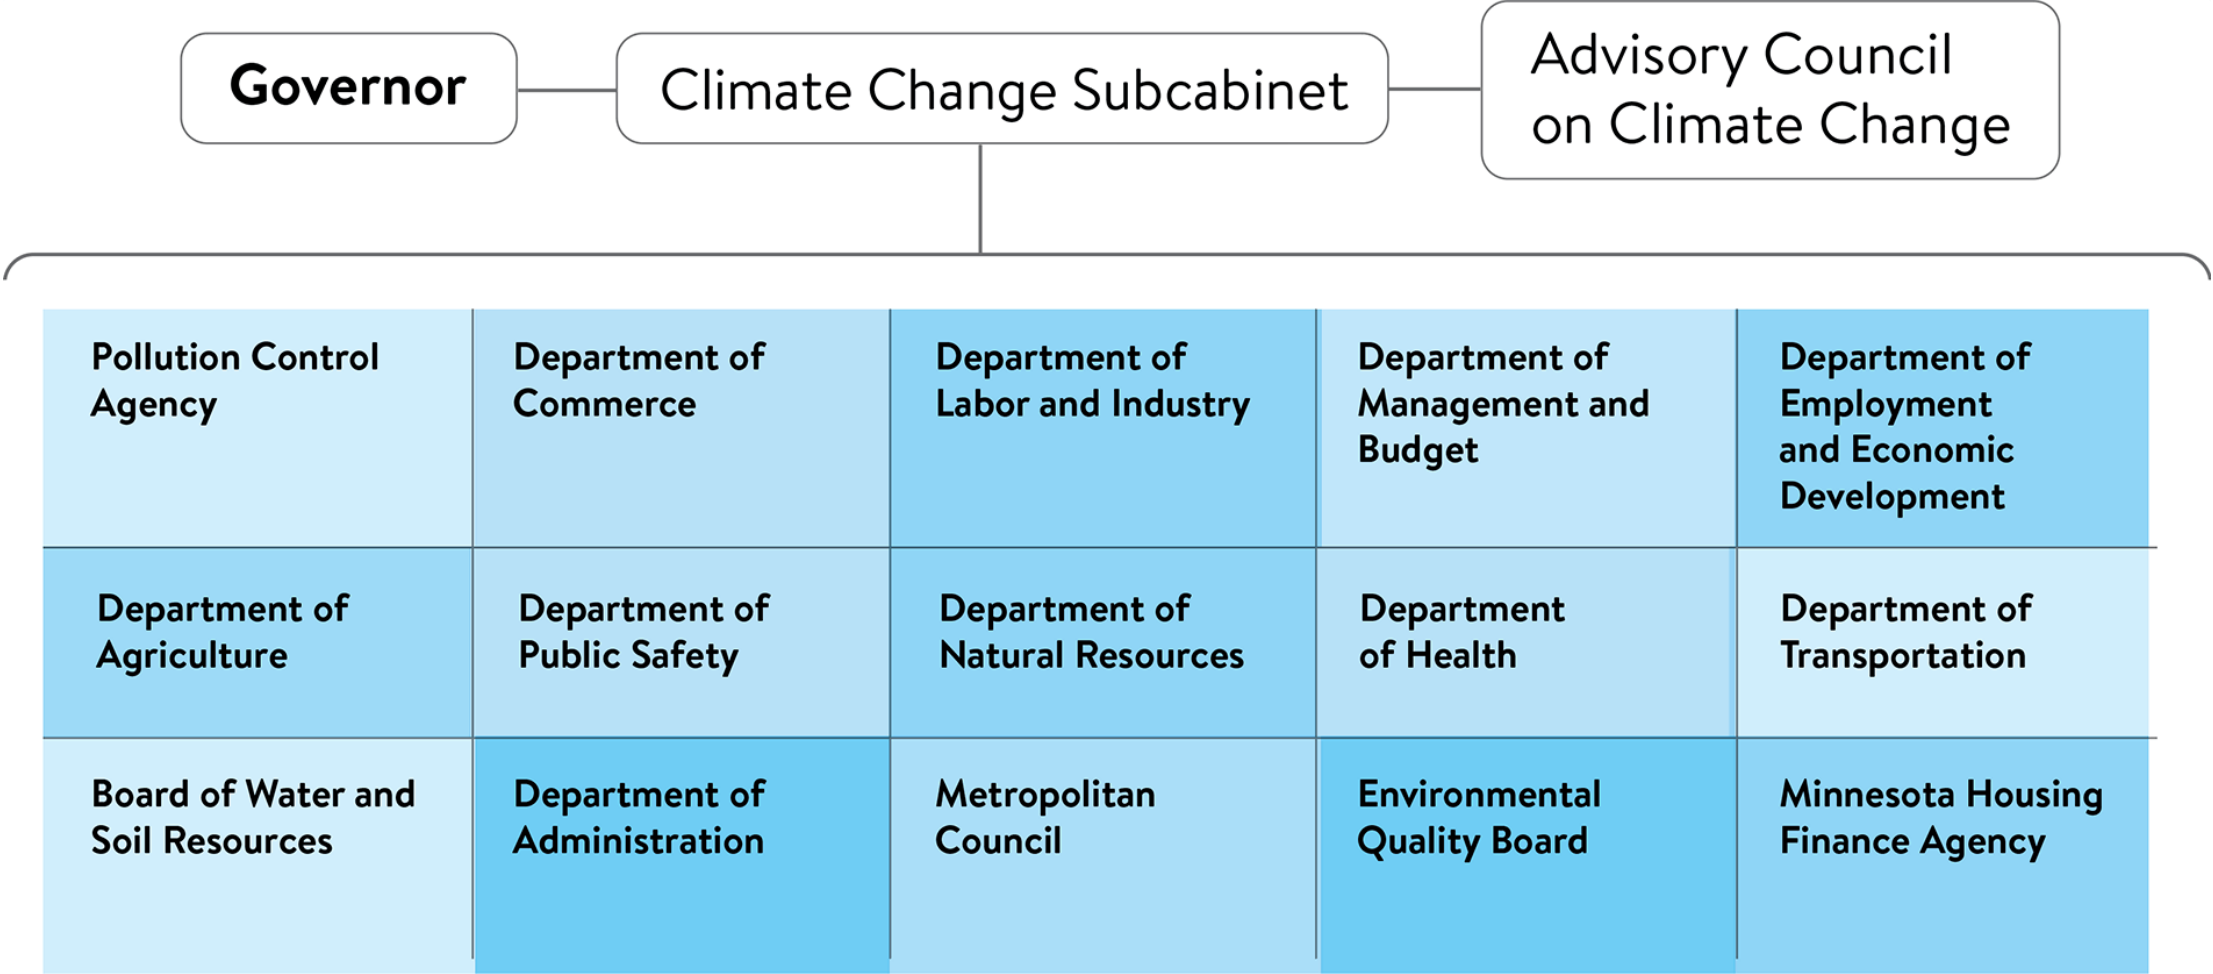 Governor
Climate Change Subcabinet
Advisory Council
on Climate Change
Pollution Control
Agency
Department of
Commerce
Department of
Labor and Industry
Department of
Management and
Budget
Department of
Employment
and Economic
Development
Department of
Agriculture
Department of
Public Safety
Department of
Natural Resources
Department
of Health
Department of
Transportation
Board of Water and
Soil Resources
Department of
Administration
Metropolitan
Council
Environmental
Quality Board
Minnesota Housing
Finance Agency